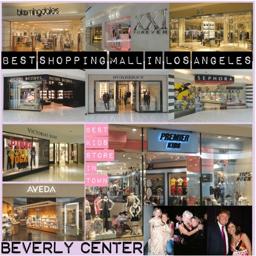 bloomingdale's
XXI
FOREVER
BEST SHOPPING MALL IN LOS ANGELES
BURBERRY
SEPHORA
VICTORIA'S SECRET
BEST
KIDS
STORE
IN
TOWN
PREMIER
KIDS
AVEDA
BEVERLY CENTER